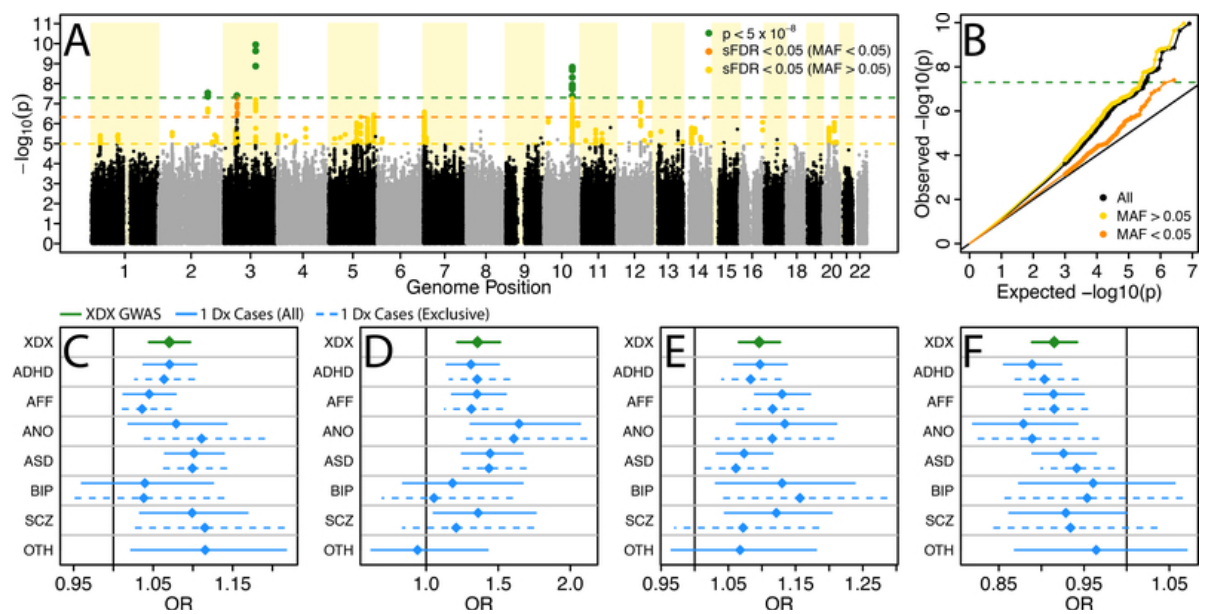 A
11
10
9
8
7
6
5
4
3
2
1
0
−log10(p)
p < 5 x 10−8
sFDR < 0.05 (MAF < 0.05)
sFDR < 0.05 (MAF > 0.05)
1 2 3 4 5 6 7 8 9 10 11 12 13 14 15 16 17 18 19 20 22
Genome Position
B
10
8
6
4
2
0
Observed −log10(p)
All
MAF > 0.05
MAF < 0.05
0 1 2 3 4 5 6 7
Expected −log10(p)
XDX GWAS 1 Dx Cases (All) 1 Dx Cases (Exclusive)
C
XDX
ADHD
AFF
ANO
ASD
BIP
SCZ
OTH
0.95 1.05 1.15
OR
D
XDX
ADHD
AFF
ANO
ASD
BIP
SCZ
OTH
1.0 1.5 2.0
OR
E
XDX
ADHD
AFF
ANO
ASD
BIP
SCZ
OTH
0.95 1.05 1.15 1.25
OR
F
XDX
ADHD
AFF
ANO
ASD
BIP
SCZ
OTH
0.85 0.95 1.05
OR